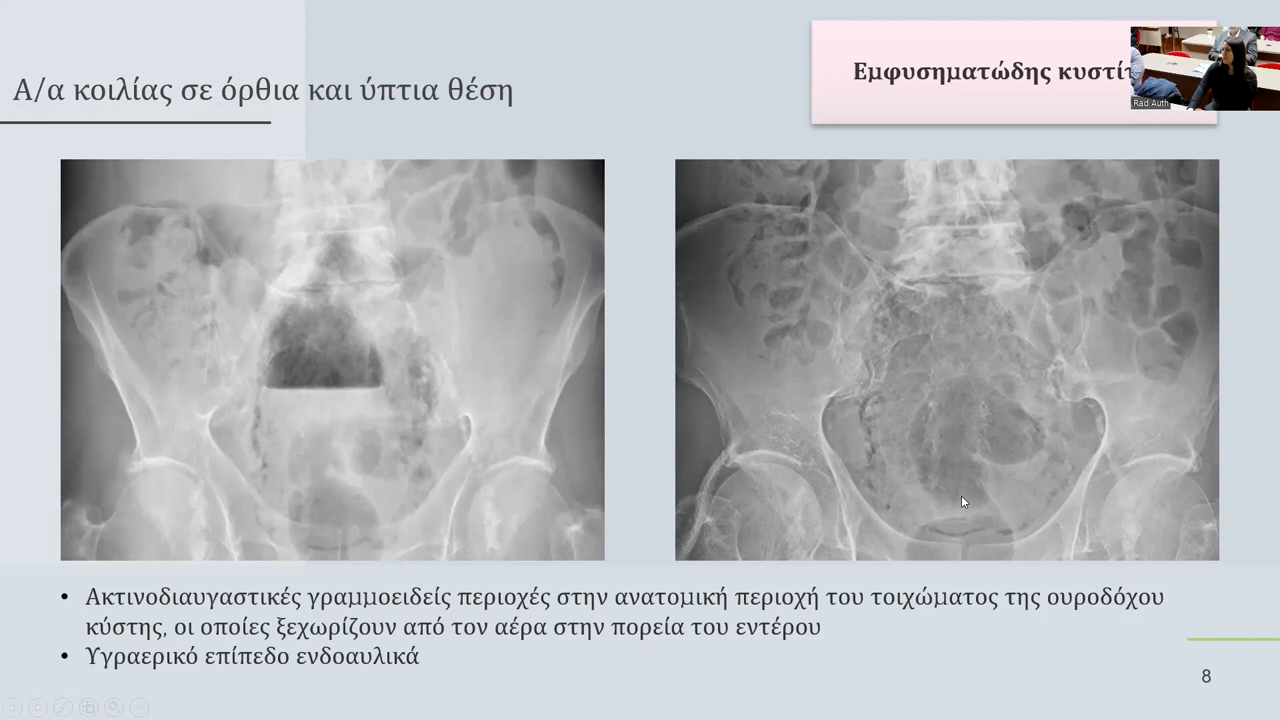 Α/α κοιλίας σε όρθια και ύπτια θέση
Εμφυσηματώδης
Rad Auth
• Ακτινοδιαυγαστικές γραμμοειδείς περιοχές στην ανατομική περιοχή του τοιχώματος της ουροδόχου
κύστης, οι οποίες ξεχωρίζουν από τον αέρα στην πορεία του εντέρου
• Υγραερικό επίπεδο ενδοαυλικά
8